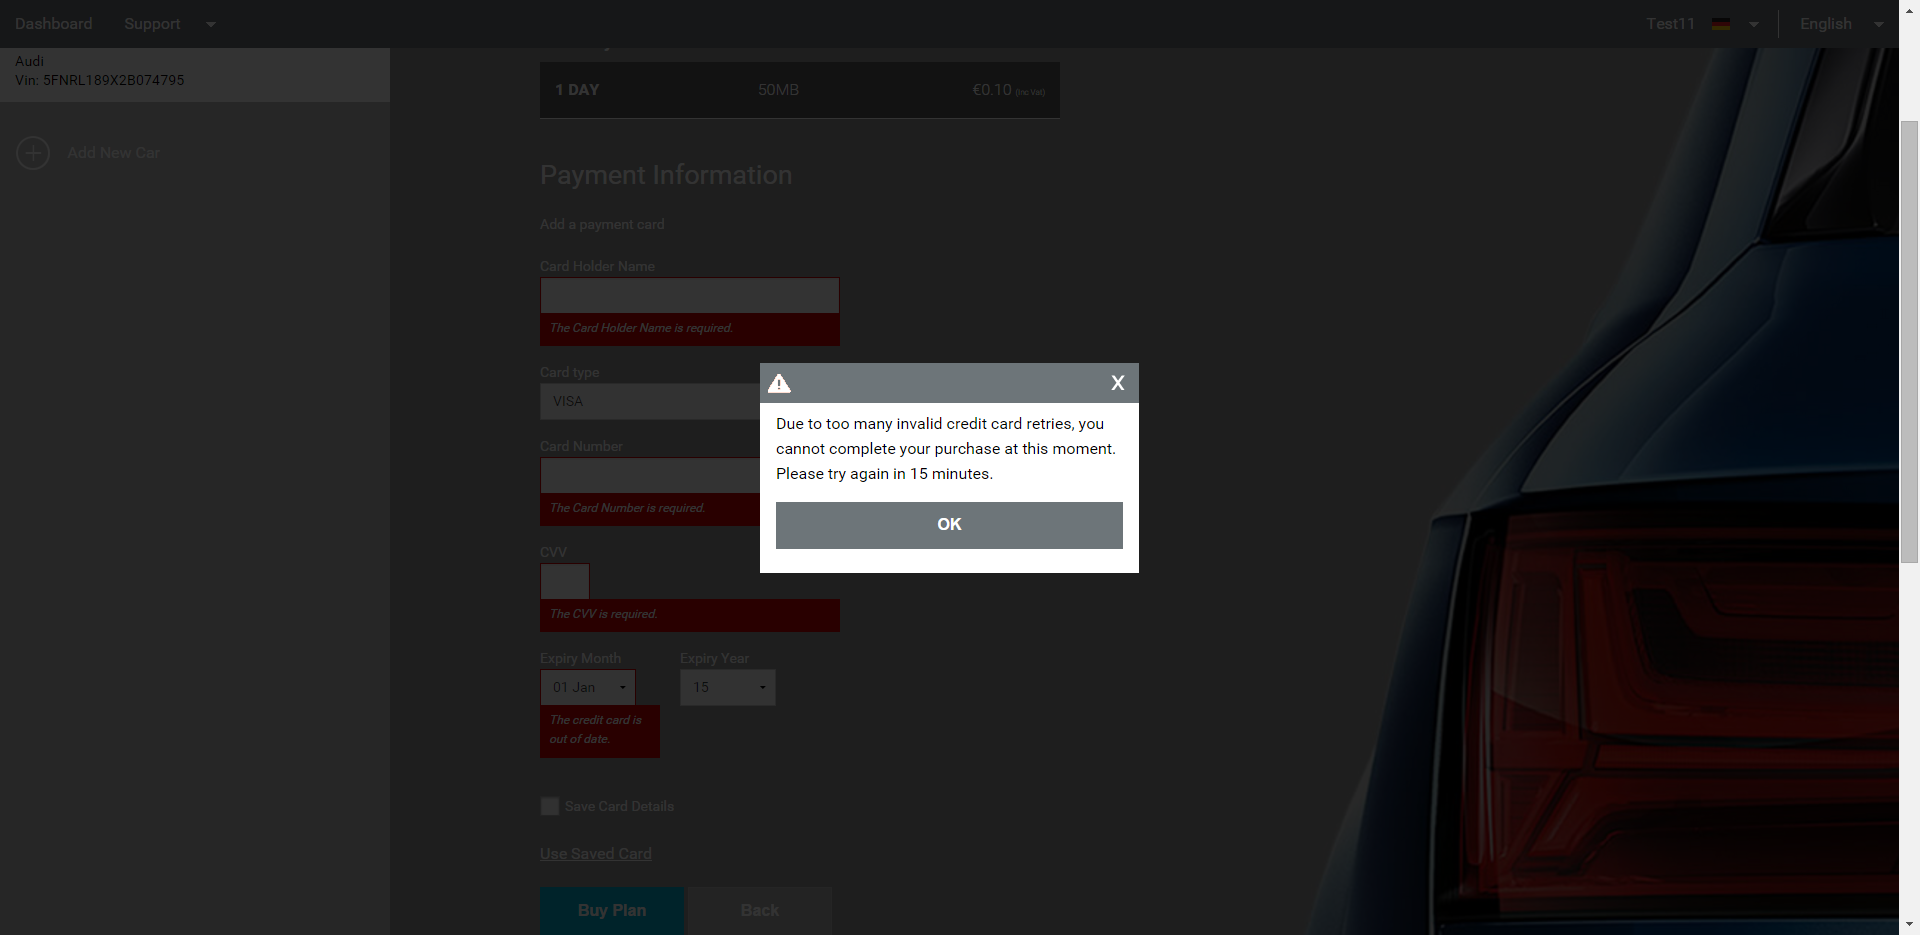 Dashboard
Support
Test11
English
Audi
Vin: 5FNRL189X2B074795
Add New Car
1 DAY 50MB €0.10 (Inc Vat)
Payment Information
Add a payment card
Card Holder Name
The Card Holder Name is required.
Card type
VISA
Card Number
The Card Number is required.
CVV
The CVV is required.
Expiry Month Expiry Year
01 Jan 15
The credit card is
out of date.
Save Card Details
Use Saved Card
Buy Plan Back
X
Due to too many invalid credit card retries, you
cannot complete your purchase at this moment.
Please try again in 15 minutes.
OK